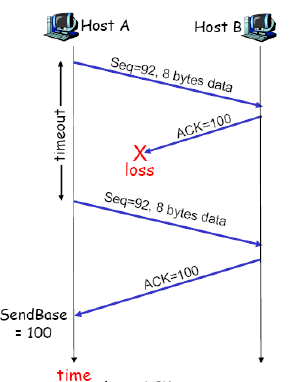 Host A
Host B
Seq=92, 8 bytes data
timeout
ACK=100
X
loss
Seq=92, 8 bytes data
ACK=100
SendBase
= 100
time